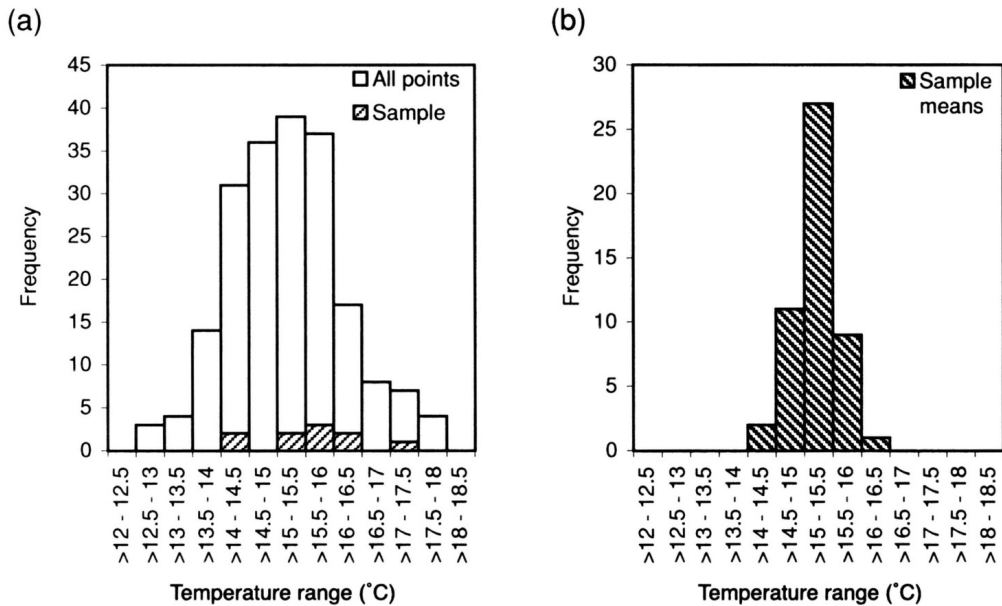 (a)
45
40
35
30
25
20
15
10
5
0
Frequency
All points
Sample
>12 - 12.5
>12.5 - 13
>13 - 13.5
>13.5 - 14
>14 - 14.5
>14.5 - 15
>15 - 15.5
>15.5 - 16
>16 - 16.5
>16.5 - 17
>17 - 17.5
>17.5 - 18
>18 - 18.5
Temperature range (˚C)
(b)
30
25
20
15
10
5
0
Frequency
Sample
means
>12 - 12.5
>12.5 - 13
>13 - 13.5
>13.5 - 14
>14 - 14.5
>14.5 - 15
>15 - 15.5
>15.5 - 16
>16 - 16.5
>16.5 - 17
>17 - 17.5
>17.5 - 18
>18 - 18.5
Temperature range (˚C)